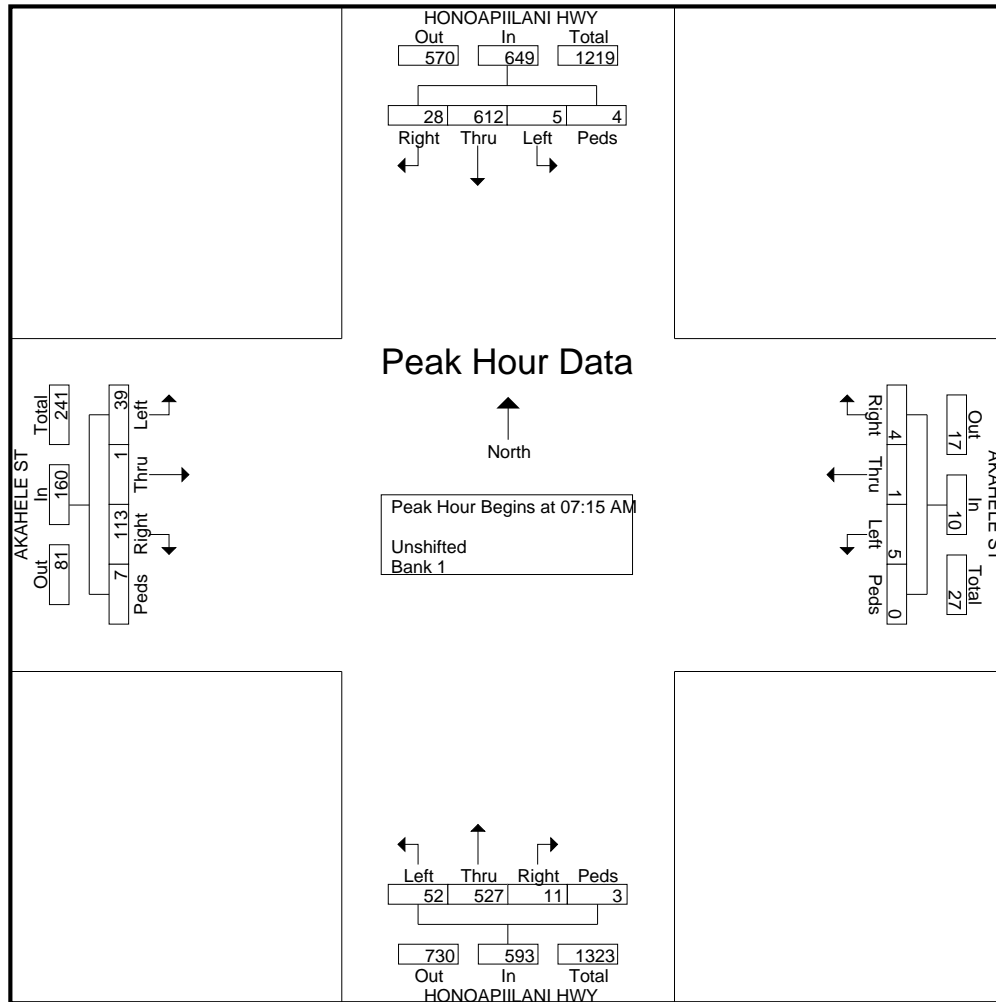 HONOAPIILANI HWY
Out In Total
570 649 1219
28 612 5 4
Right Thru Left Peds
Peak Hour Data
North
Peak Hour Begins at 07:15 AM
Unshifted
Bank 1
AKAHELE ST
Out In Total
81 160 241
Left Thru Right Peds
39 1 113 7
AKAHELE ST
Out In Total
17 10 27
Right Thru Left Peds
4 1 5 0
Left Thru Right Peds
52 527 11 3
730 593 1323
Out In Total
HONOAPIILANI HWY